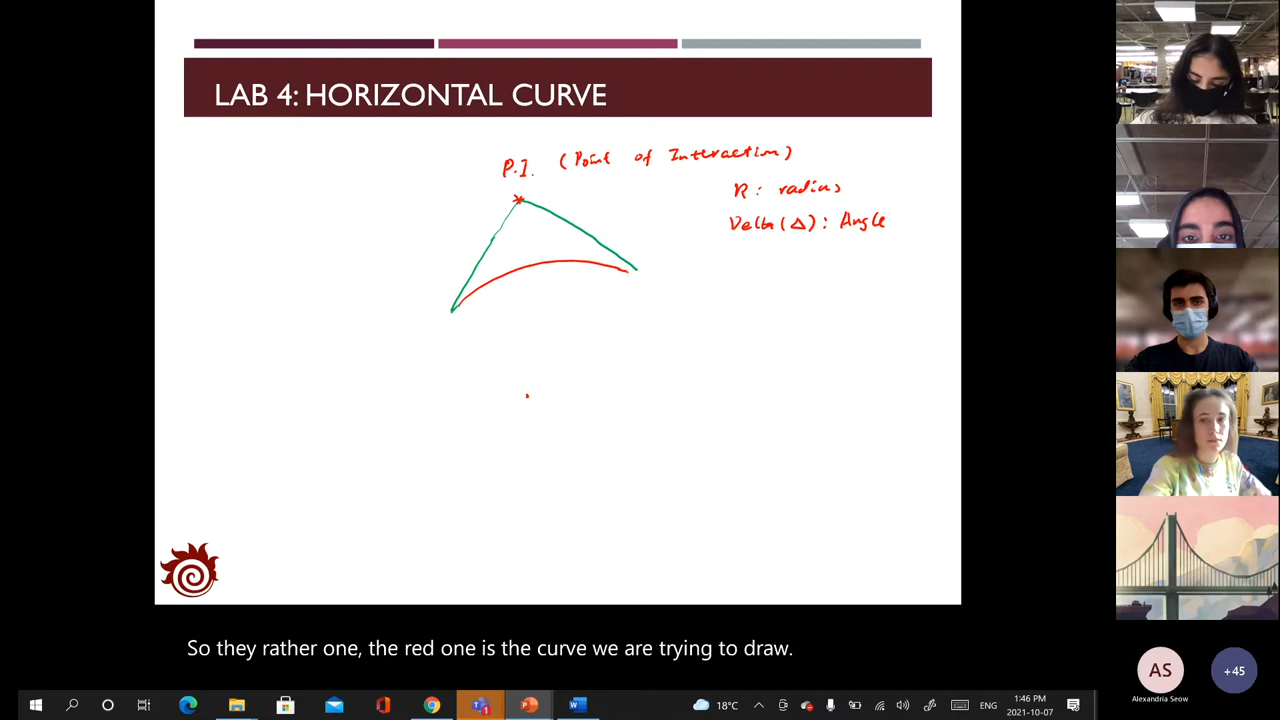 LAB 4: HORIZONTAL CURVE
P.I. (Point of Interaction)
R: radius
Delta (Δ): Angle
So they rather one, the red one is the curve we are trying to draw.
AS
+45
Alexandria Seow
1
18°C
ENG
1:46 PM
2021-10-07